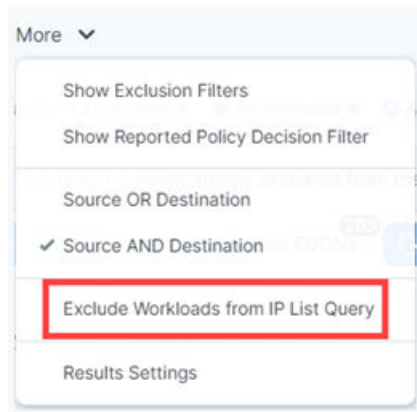 More
Show Exclusion Filters
Show Reported Policy Decision Filter
Source OR Destination
Source AND Destination
Exclude Workloads from IP List Query
Results Settings